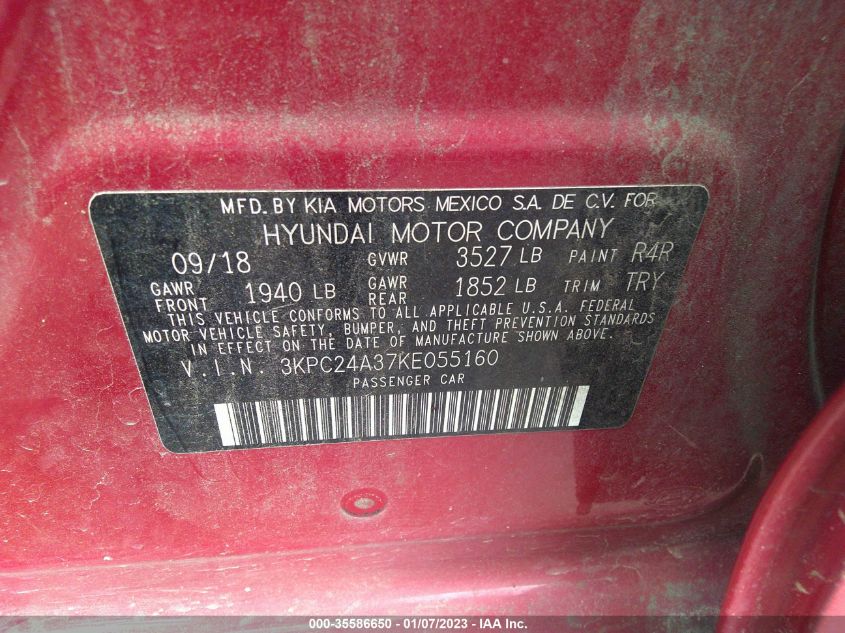 MFD. BY KIA MOTORS MEXICO S.A. DE C.V. FOR
HYUNDAI MOTOR COMPANY
09/18 GVWR 3527 LB PAINT R4R
GAWR FRONT 1940 LB GAWR REAR 1852 LB TRIM TRY
THIS VEHICLE CONFORMS TO ALL APPLICABLE U.S.A. FEDERAL
MOTOR VEHICLE SAFETY, BUMPER, AND THEFT PREVENTION STANDARDS
IN EFFECT ON THE DATE OF MANUFACTURE SHOWN ABOVE.
V.I.N. 3KPC24A37KE055160
PASSENGER CAR
000-35586650 - 01/07/2023 - © IAA Inc.